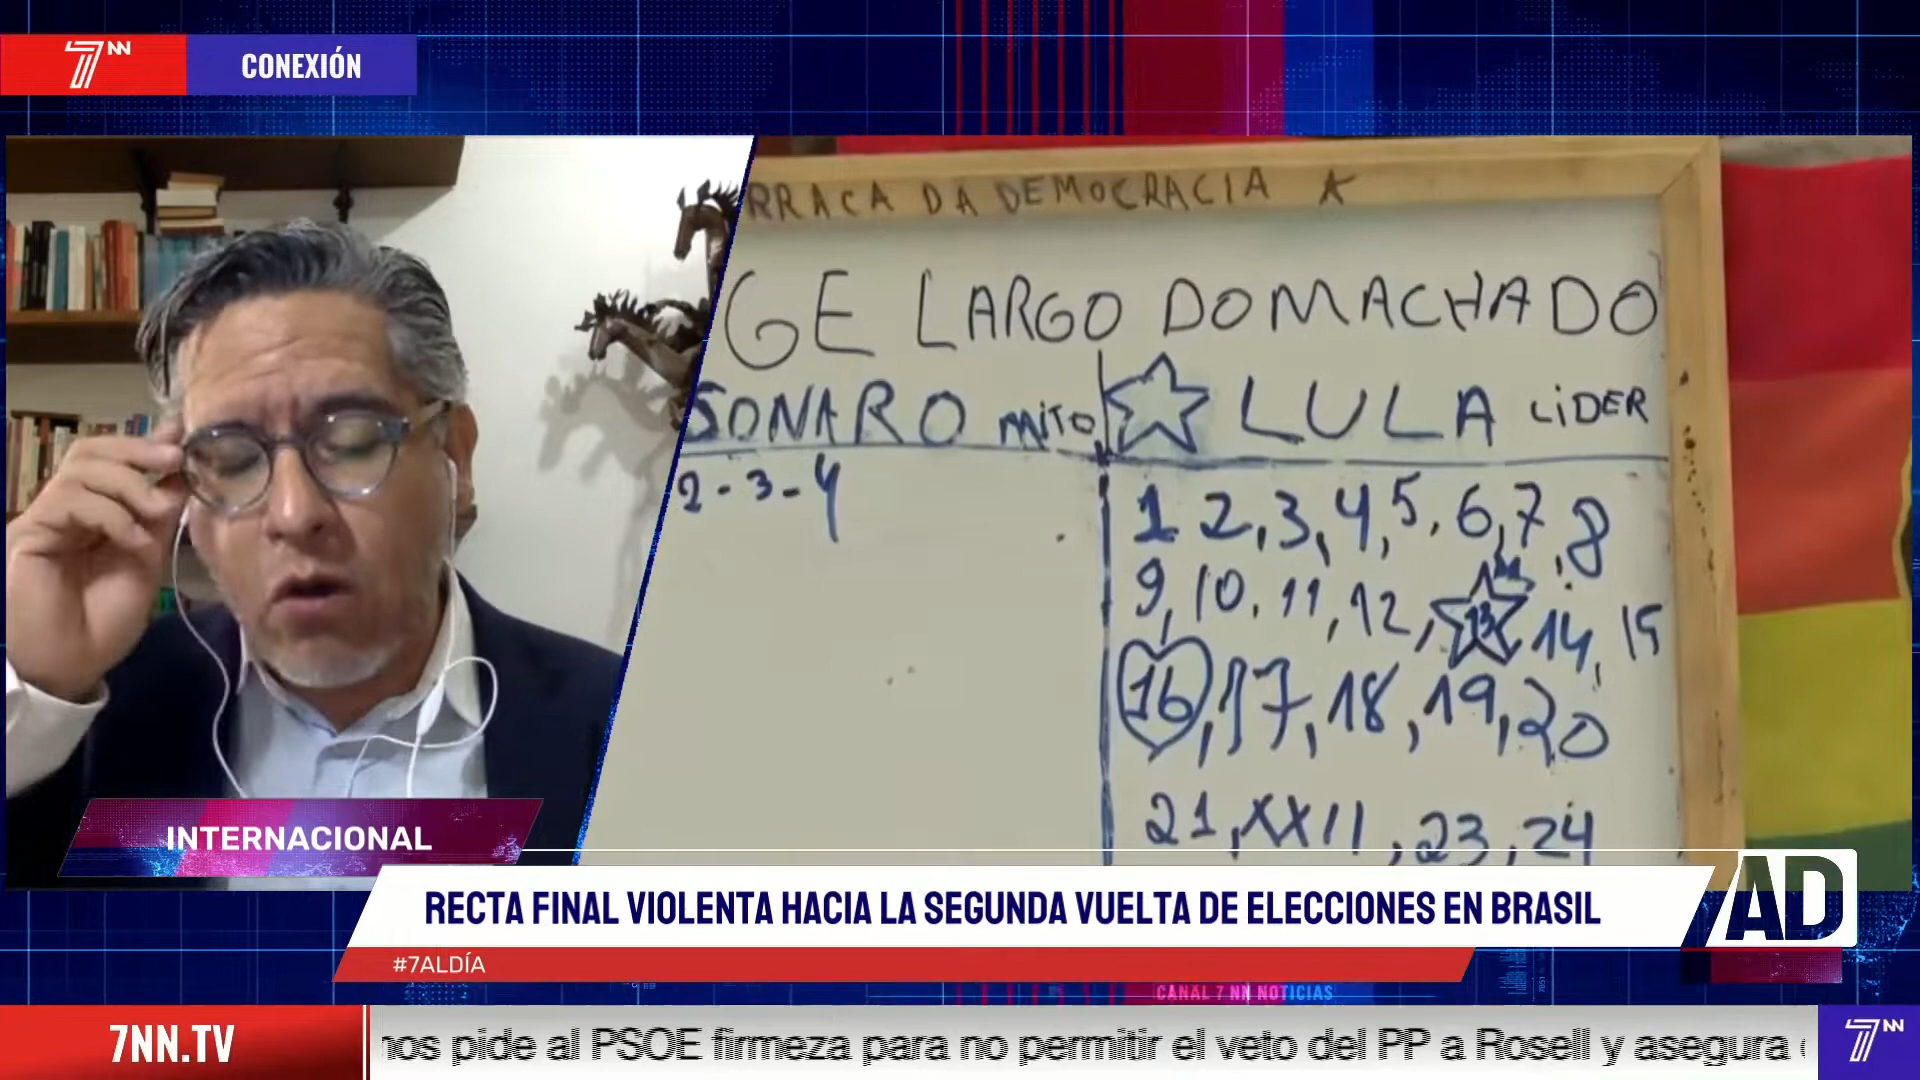 7NN
CONEXIÓN
RRACA DA DEMOCRACIA
GE LARGO DO MACHADO
SONARO MITO
LULA LIDER
2 - 3 - 4
1 2, 3, 4, 5, 6, 7, 8
9, 10, 11, 12, 13, 14, 15
16, 17, 18, 19, 20
21, XXII, 23, 24
INTERNACIONAL
RECTA FINAL VIOLENTA HACIA LA SEGUNDA VUELTA DE ELECCIONES EN BRASIL
AD
#7ALDÍA
CANAL 7 NN NOTICIAS
7NN.TV
nos pide al PSOE firmeza para no permitir el veto del PP a Rosell y asegura
7NN